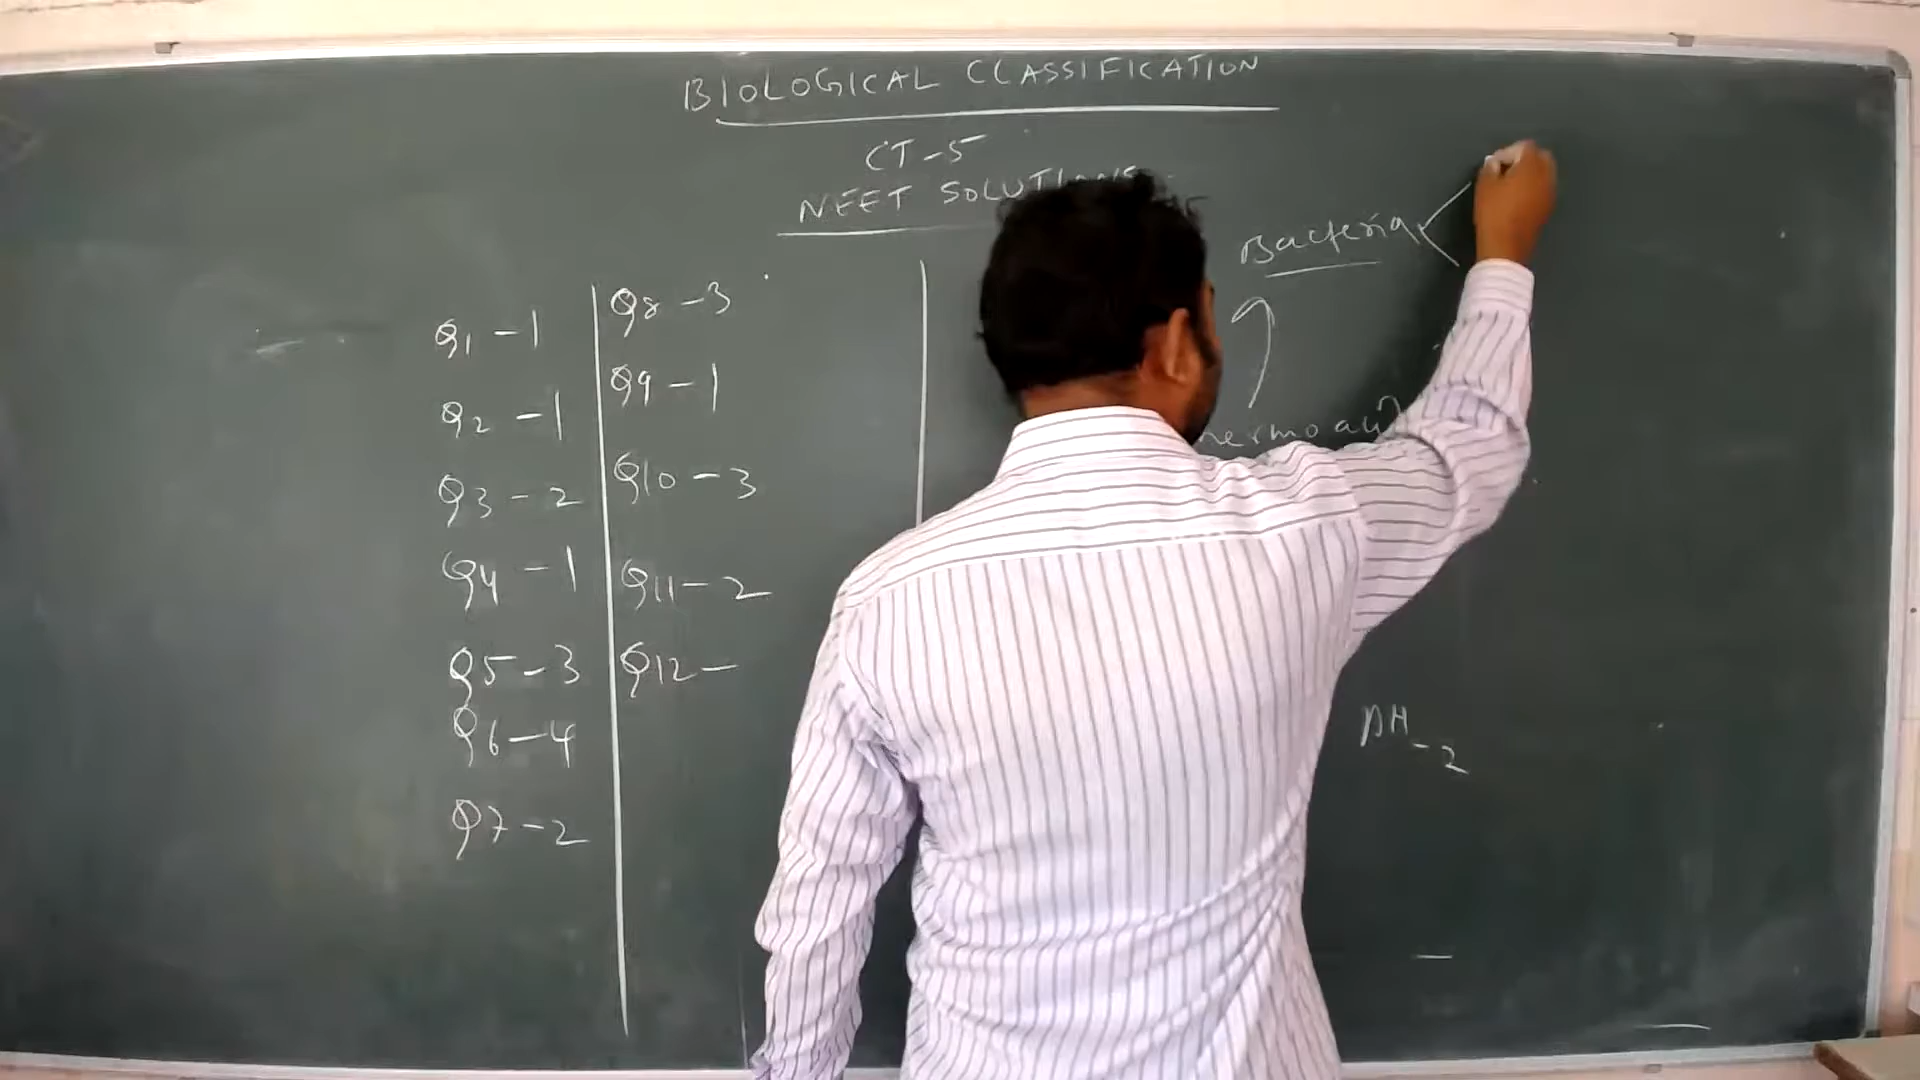 BIOLOGICAL CLASSIFICATION
CT-5
NEET SOLUTIONS
Q1 - 1
Q2 - 1
Q3 - 2
Q4 - 1
Q5 - 3
Q6 - 4
Q7 - 2
Q8 - 3
Q9 - 1
Q10 - 3
Q11 - 2
Q12 -
Bacteria
PH - 2